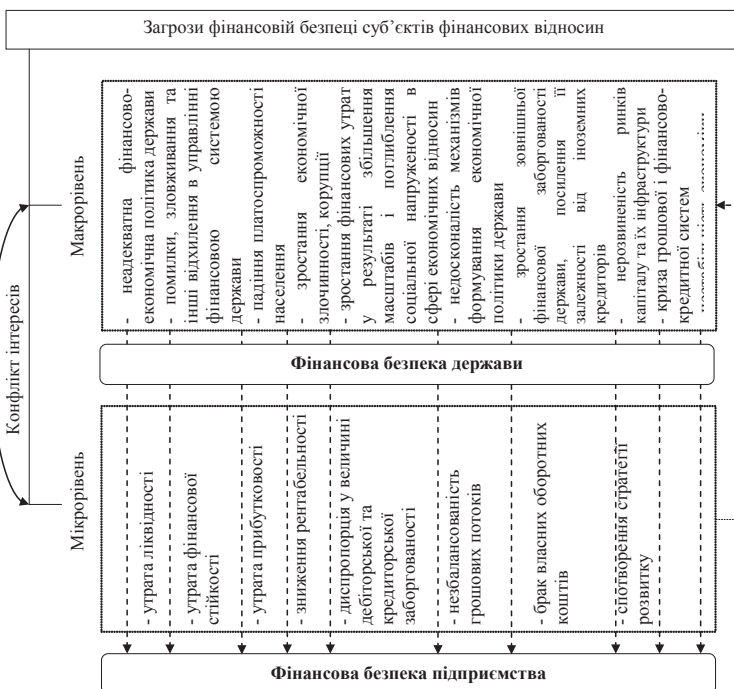 Загрози фінансовій безпеці суб’єктів фінансових відносин
Конфлікт інтересів
Макрорівень
- неадекватна фінансово-
економічна політика держави
- помилки, зловживання та
інші відхилення в управлінні
фінансовою системою
держави
- падіння платоспроможності
населення
- зростання економічної
злочинності, корупції
- зростання фінансових утрат
у результаті збільшення
масштабів і поглиблення
соціальної напруженості в
сфері економічних відносин
- недосконалість механізмів
формування економічної
політики держави
- зростання зовнішньої
фінансової заборгованості
держави, посилення її
залежності від іноземних
кредиторів
- нерозвиненість ринків
капіталу та їх інфраструктури
- криза грошової і фінансово-
кредитної систем
Фінансова безпека держави
Мікрорівень
- утрата ліквідності
- утрата фінансової
стійкості
- утрата прибутковості
- зниження рентабельності
- диспропорція у величині
дебіторської та
кредиторської
заборгованості
- незбалансованість
грошових потоків
- брак власних оборотних
коштів
- спотворення стратегії
розвитку
Фінансова безпека підприємства